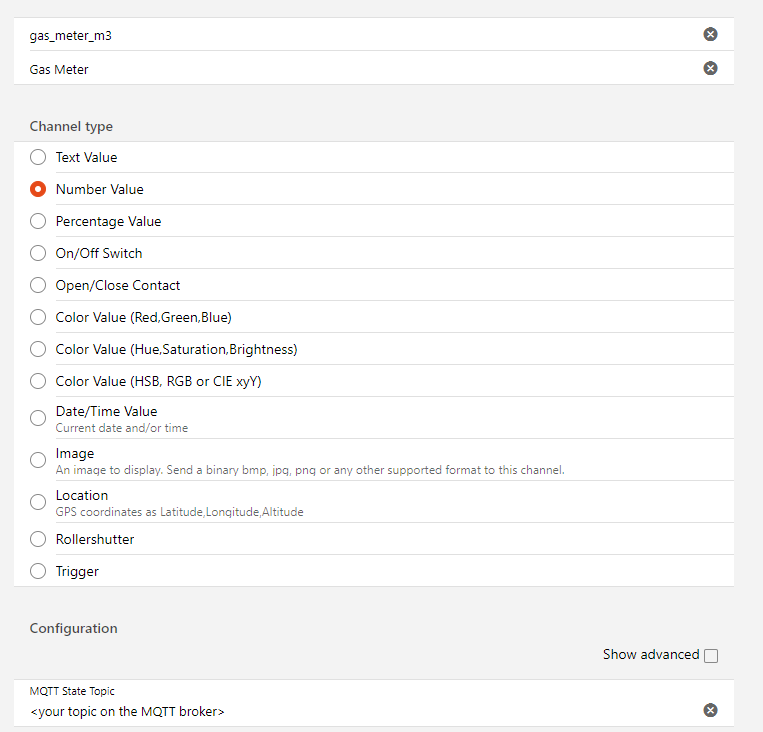 gas_meter_m3
Gas Meter
Channel type
Text Value
Number Value
Percentage Value
On/Off Switch
Open/Close Contact
Color Value (Red,Green,Blue)
Color Value (Hue,Saturation,Brightness)
Color Value (HSB, RGB or CIE xyY)
Date/Time Value
Current date and/or time
Image
An image to display. Send a binary bmp, jpg, png or any other supported format to this channel.
Location
GPS coordinates as Latitude,Longitude,Altitude
Rollershutter
Trigger
Configuration
Show advanced
MQTT State Topic
<your topic on the MQTT broker>